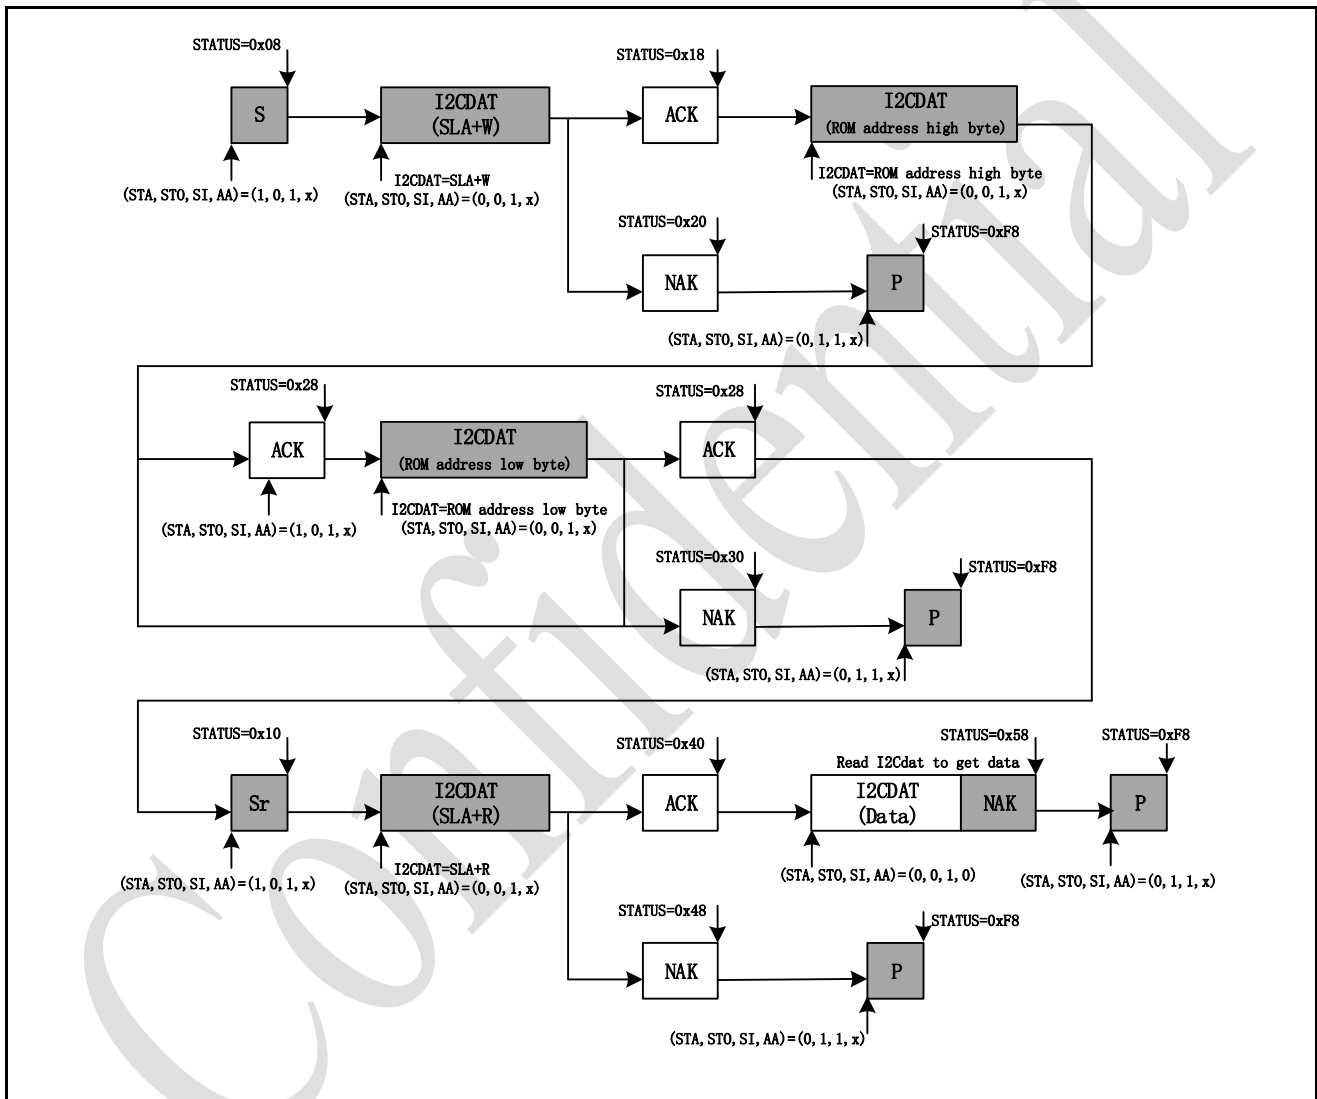 STATUS=0x08
STATUS=0x18
S
I2CDAT
(SLA+W)
ACK
I2CDAT
(ROM address high byte)
(STA, STO, SI, AA)=(1, 0, 1, x)
I2CDAT=SLA+W
(STA, STO, SI, AA)=(0, 0, 1, x)
I2CDAT=ROM address high byte
(STA, STO, SI, AA)=(0, 0, 1, x)
STATUS=0x20
STATUS=0xF8
NAK
P
(STA, STO, SI, AA)=(0, 1, 1, x)
STATUS=0x28
STATUS=0x28
ACK
I2CDAT
(ROM address low byte)
ACK
(STA, STO, SI, AA)=(1, 0, 1, x)
I2CDAT=ROM address low byte
(STA, STO, SI, AA)=(0, 0, 1, x)
STATUS=0x30
STATUS=0xF8
NAK
P
(STA, STO, SI, AA)=(0, 1, 1, x)
STATUS=0x10
STATUS=0x40
STATUS=0x58
STATUS=0xF8
Read I2Cdat to get data
Sr
I2CDAT
(SLA+R)
ACK
I2CDAT
(Data)
NAK
P
(STA, STO, SI, AA)=(1, 0, 1, x)
I2CDAT=SLA+R
(STA, STO, SI, AA)=(0, 0, 1, x)
(STA, STO, SI, AA)=(0, 0, 1, 0)
(STA, STO, SI, AA)=(0, 1, 1, x)
STATUS=0x48
STATUS=0xF8
NAK
P
(STA, STO, SI, AA)=(0, 1, 1, x)
Confidential